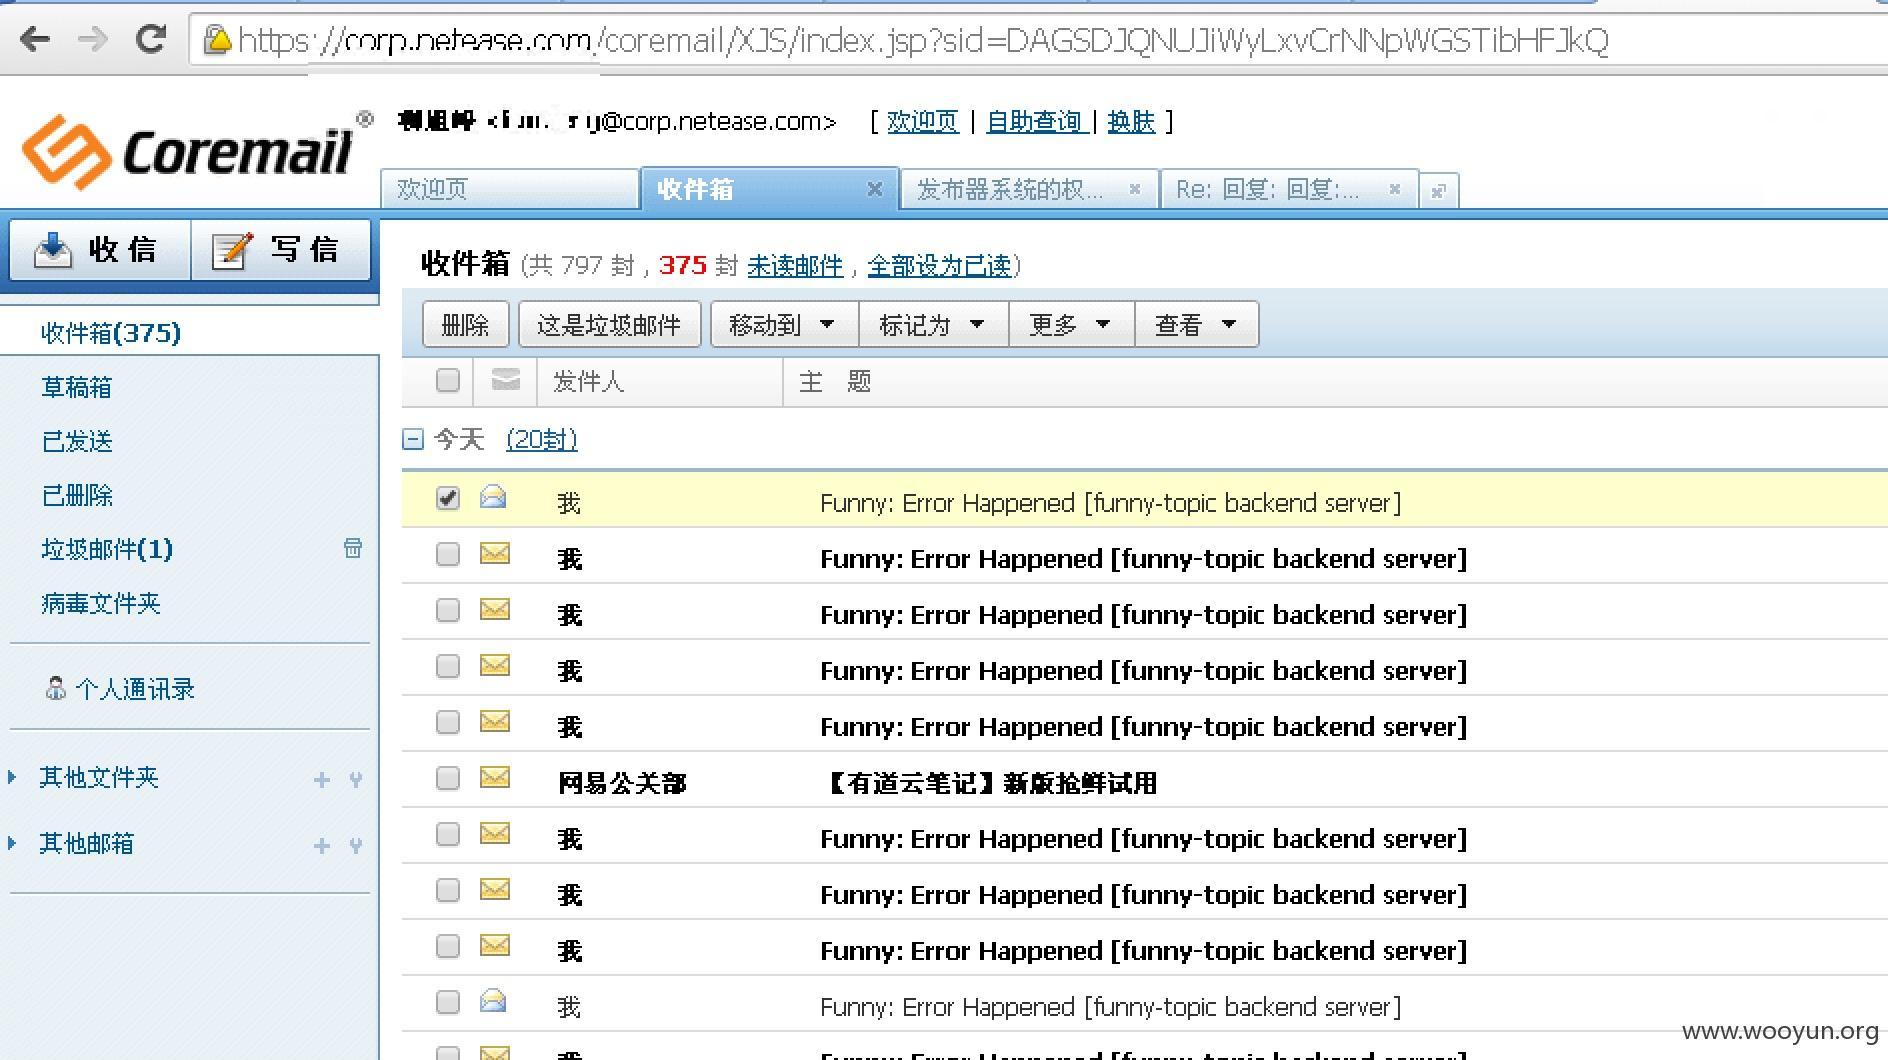 https://corp.netease.com/coremail/XJS/index.jsp?sid=DAGSDJQNUJiWyLxvCrNNpWGSTibHFJkQ
Coremail®
@corp.netease.com> [ 欢迎页 | 自助查询 | 换肤 ]
欢迎页 收件箱 发布器系统的权... Re: 回复: 回复:...
收信 写信
收件箱 (共 797 封 , 375 封 未读邮件 , 全部设为已读)
删除 这是垃圾邮件 移动到 标记为 更多 查看
发件人 主 题
今天 (20封)
我 Funny: Error Happened [funny-topic backend server]
我 Funny: Error Happened [funny-topic backend server]
我 Funny: Error Happened [funny-topic backend server]
我 Funny: Error Happened [funny-topic backend server]
我 Funny: Error Happened [funny-topic backend server]
网易公关部 【有道云笔记】新版抢鲜试用
我 Funny: Error Happened [funny-topic backend server]
我 Funny: Error Happened [funny-topic backend server]
我 Funny: Error Happened [funny-topic backend server]
我 Funny: Error Happened [funny-topic backend server]
收件箱(375)
草稿箱
已发送
已删除
垃圾邮件(1)
病毒文件夹
个人通讯录
其他文件夹
其他邮箱
www.wooyun.org